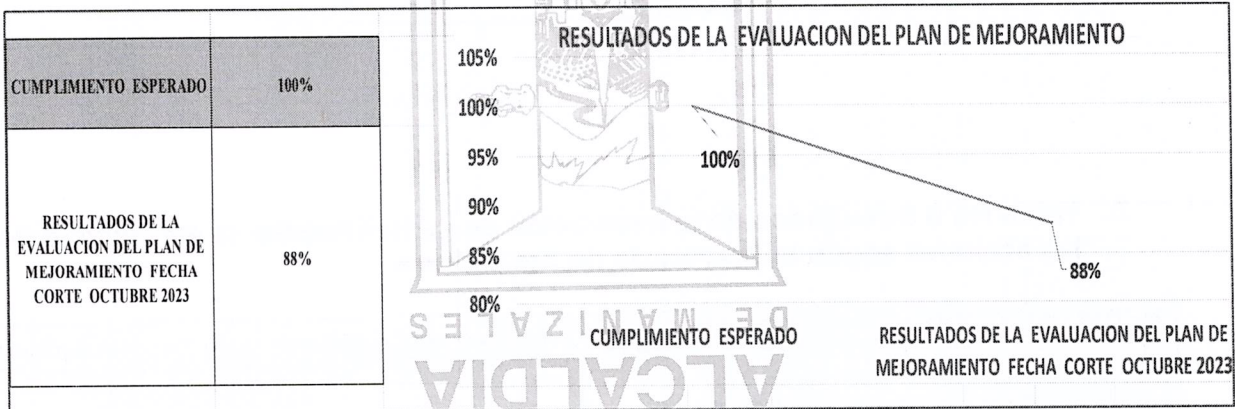 CUMPLIMIENTO ESPERADO 100%
RESULTADOS DE LA
EVALUACION DEL PLAN DE
MEJORAMIENTO FECHA
CORTE OCTUBRE 2023
88%
RESULTADOS DE LA EVALUACION DEL PLAN DE MEJORAMIENTO
105%
100%
95%
90%
85%
80%
100%
88%
CUMPLIMIENTO ESPERADO
RESULTADOS DE LA EVALUACION DEL PLAN DE
MEJORAMIENTO FECHA CORTE OCTUBRE 2023
ALCALDÍA
DE MANIZALES